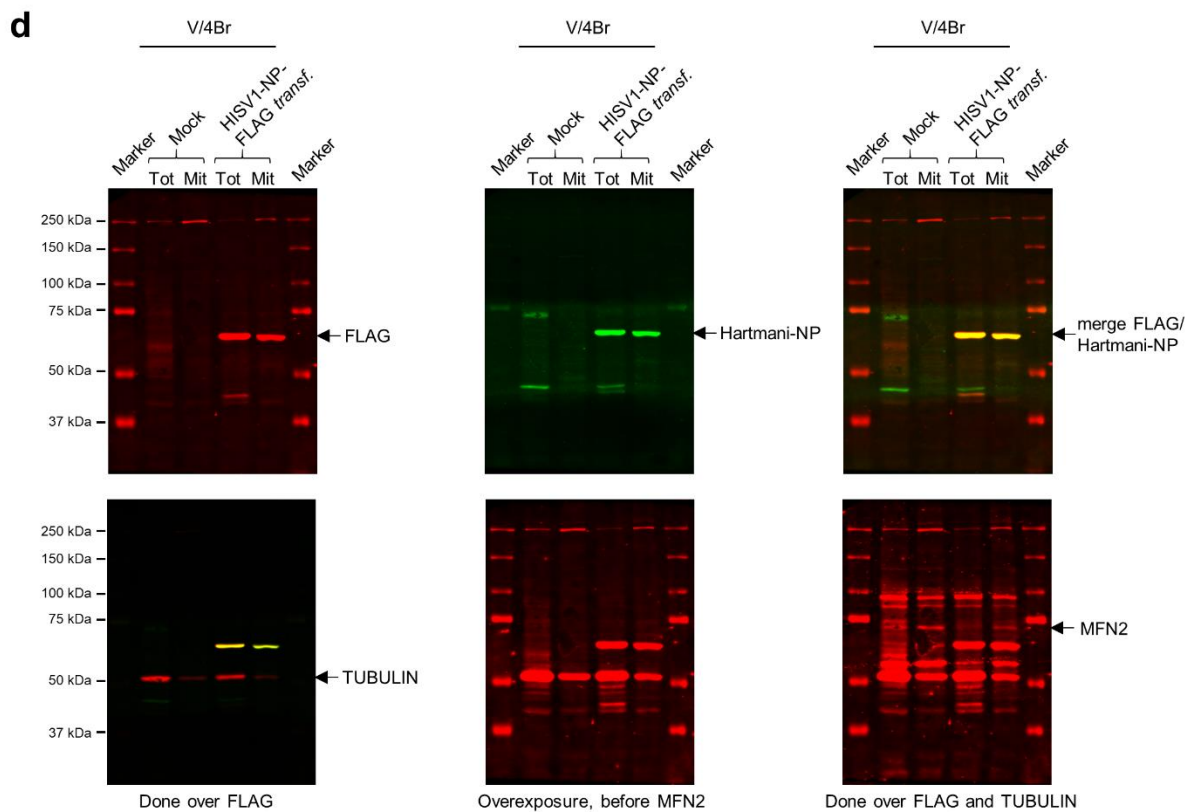 d
V/4Br
Marker
Mock
HISV1-NP-
FLAG transf.
Marker
Tot Mit Tot Mit
250 kDa
150 kDa
100 kDa
75 kDa
50 kDa
37 kDa
FLAG
V/4Br
Marker
Mock
HISV1-NP-
FLAG transf.
Marker
Tot Mit Tot Mit
Hartmani-NP
V/4Br
Marker
Mock
HISV1-NP-
FLAG transf.
Marker
Tot Mit Tot Mit
merge FLAG/
Hartmani-NP
250 kDa
150 kDa
100 kDa
75 kDa
50 kDa
37 kDa
TUBULIN
Done over FLAG
Overexposure, before MFN2
MFN2
Done over FLAG and TUBULIN